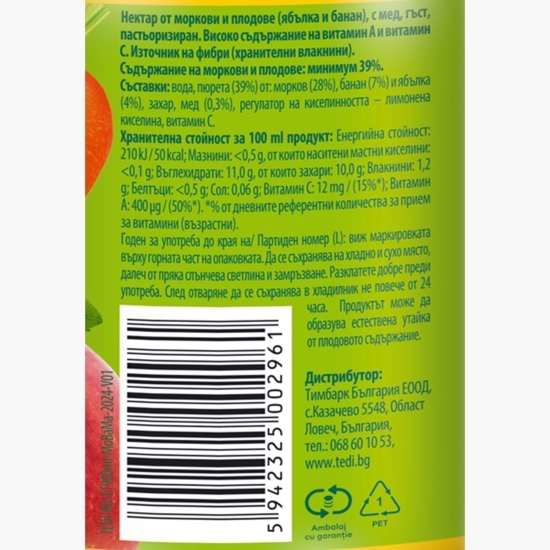 Нектар от моркови и плодове (ябълка и банан), с мед, гъст,
пастьоризиран. Високо съдържание на витамин А и витамин
С. Източник на фибри (хранителни влакнини).
Съдържание на моркови и плодове: минимум 39%.
Съставки: вода, пюрета (39%) от: морков (28%), банан (7%) и ябълка
(4%), захар, мед (0,3%), регулатор на киселинността – лимонена
киселина, витамин С.
Хранителна стойност за 100 ml продукт: Енергийна стойност:
210 kJ / 50 kcal; Мазнини: <0,5 g, от които наситени мастни киселини:
<0,1 g; Въглехидрати: 11,0 g, от които захари: 10,0 g; Влакнини: 1,2
g; Белтъци: <0,5 g; Сол: 0,06 g; Витамин С: 12 mg / (15%*); Витамин
А: 400 µg / (50%*). *% от дневните референтни количества за прием
за витамини (възрастни).
Годен за употреба до края на/ Партиден номер (L): виж маркировката
върху горната част на опаковката. Да се съхранява на хладно и сухо място,
далеч от пряка слънчева светлина и замръзване. Разклатете добре преди
употреба. След отваряне да се съхранява в хладилник не повече от 24
часа. Продуктът може да
образува естествена утайка
от плодовото съдържание.
Дистрибутор:
Тимбарк България ЕООД,
с.Казачево 5548, Област
Ловеч, България,
тел.: 068 60 10 53,
www.tedi.bg
Ambalaj
cu garanție
1
PET
5942325002961